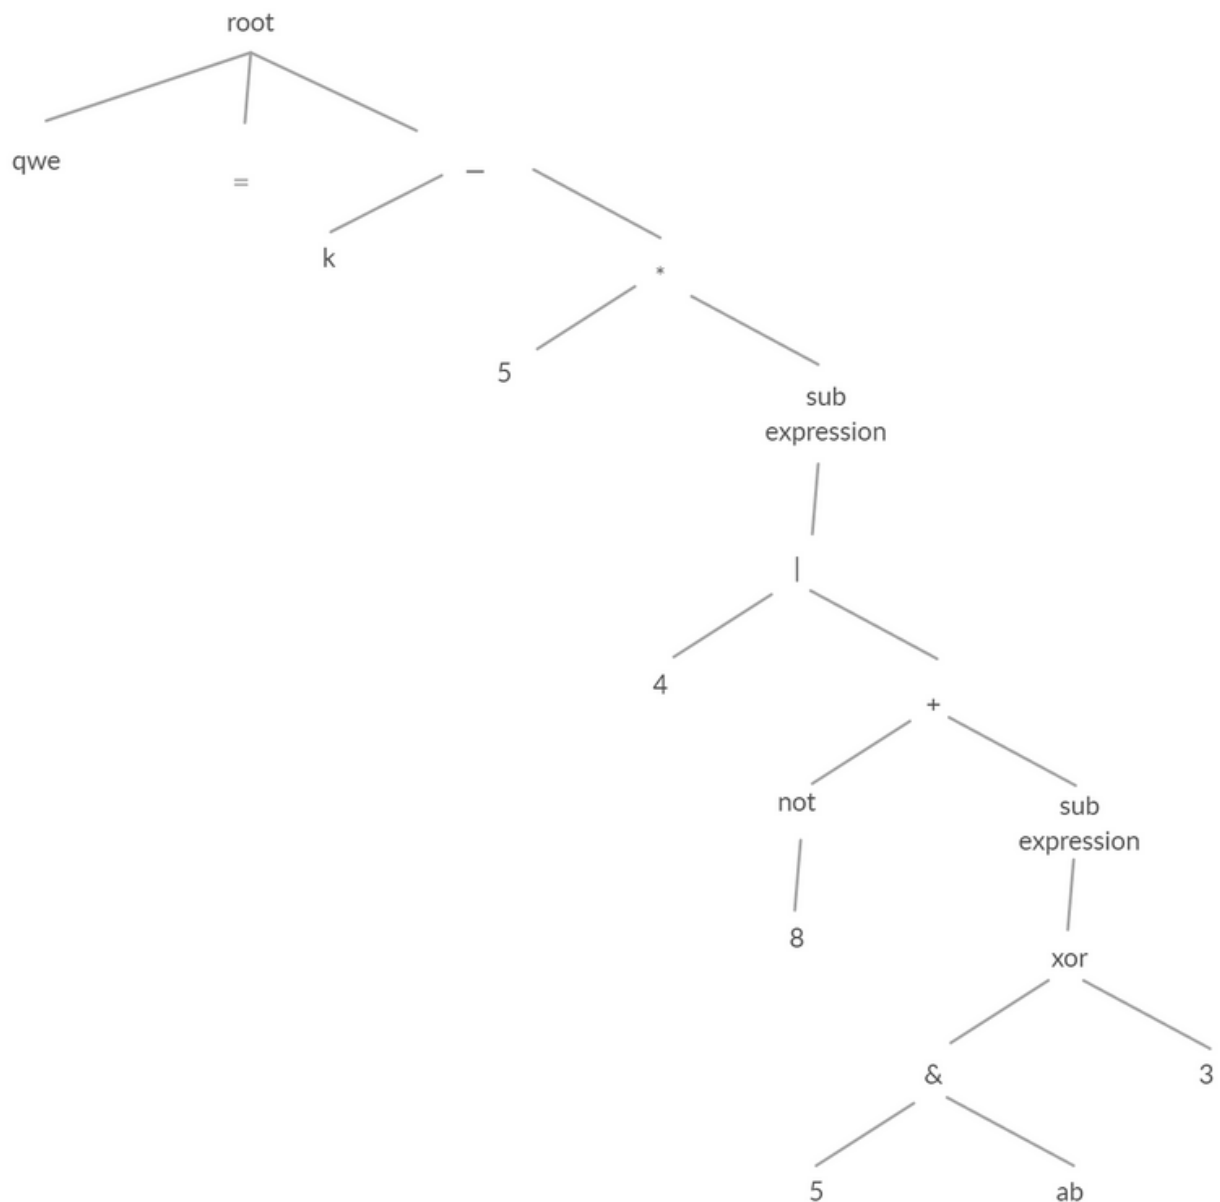 root
qwe
=
–
k
*
5
sub
expression
|
4
+
not
sub
expression
8
xor
&
3
5
ab